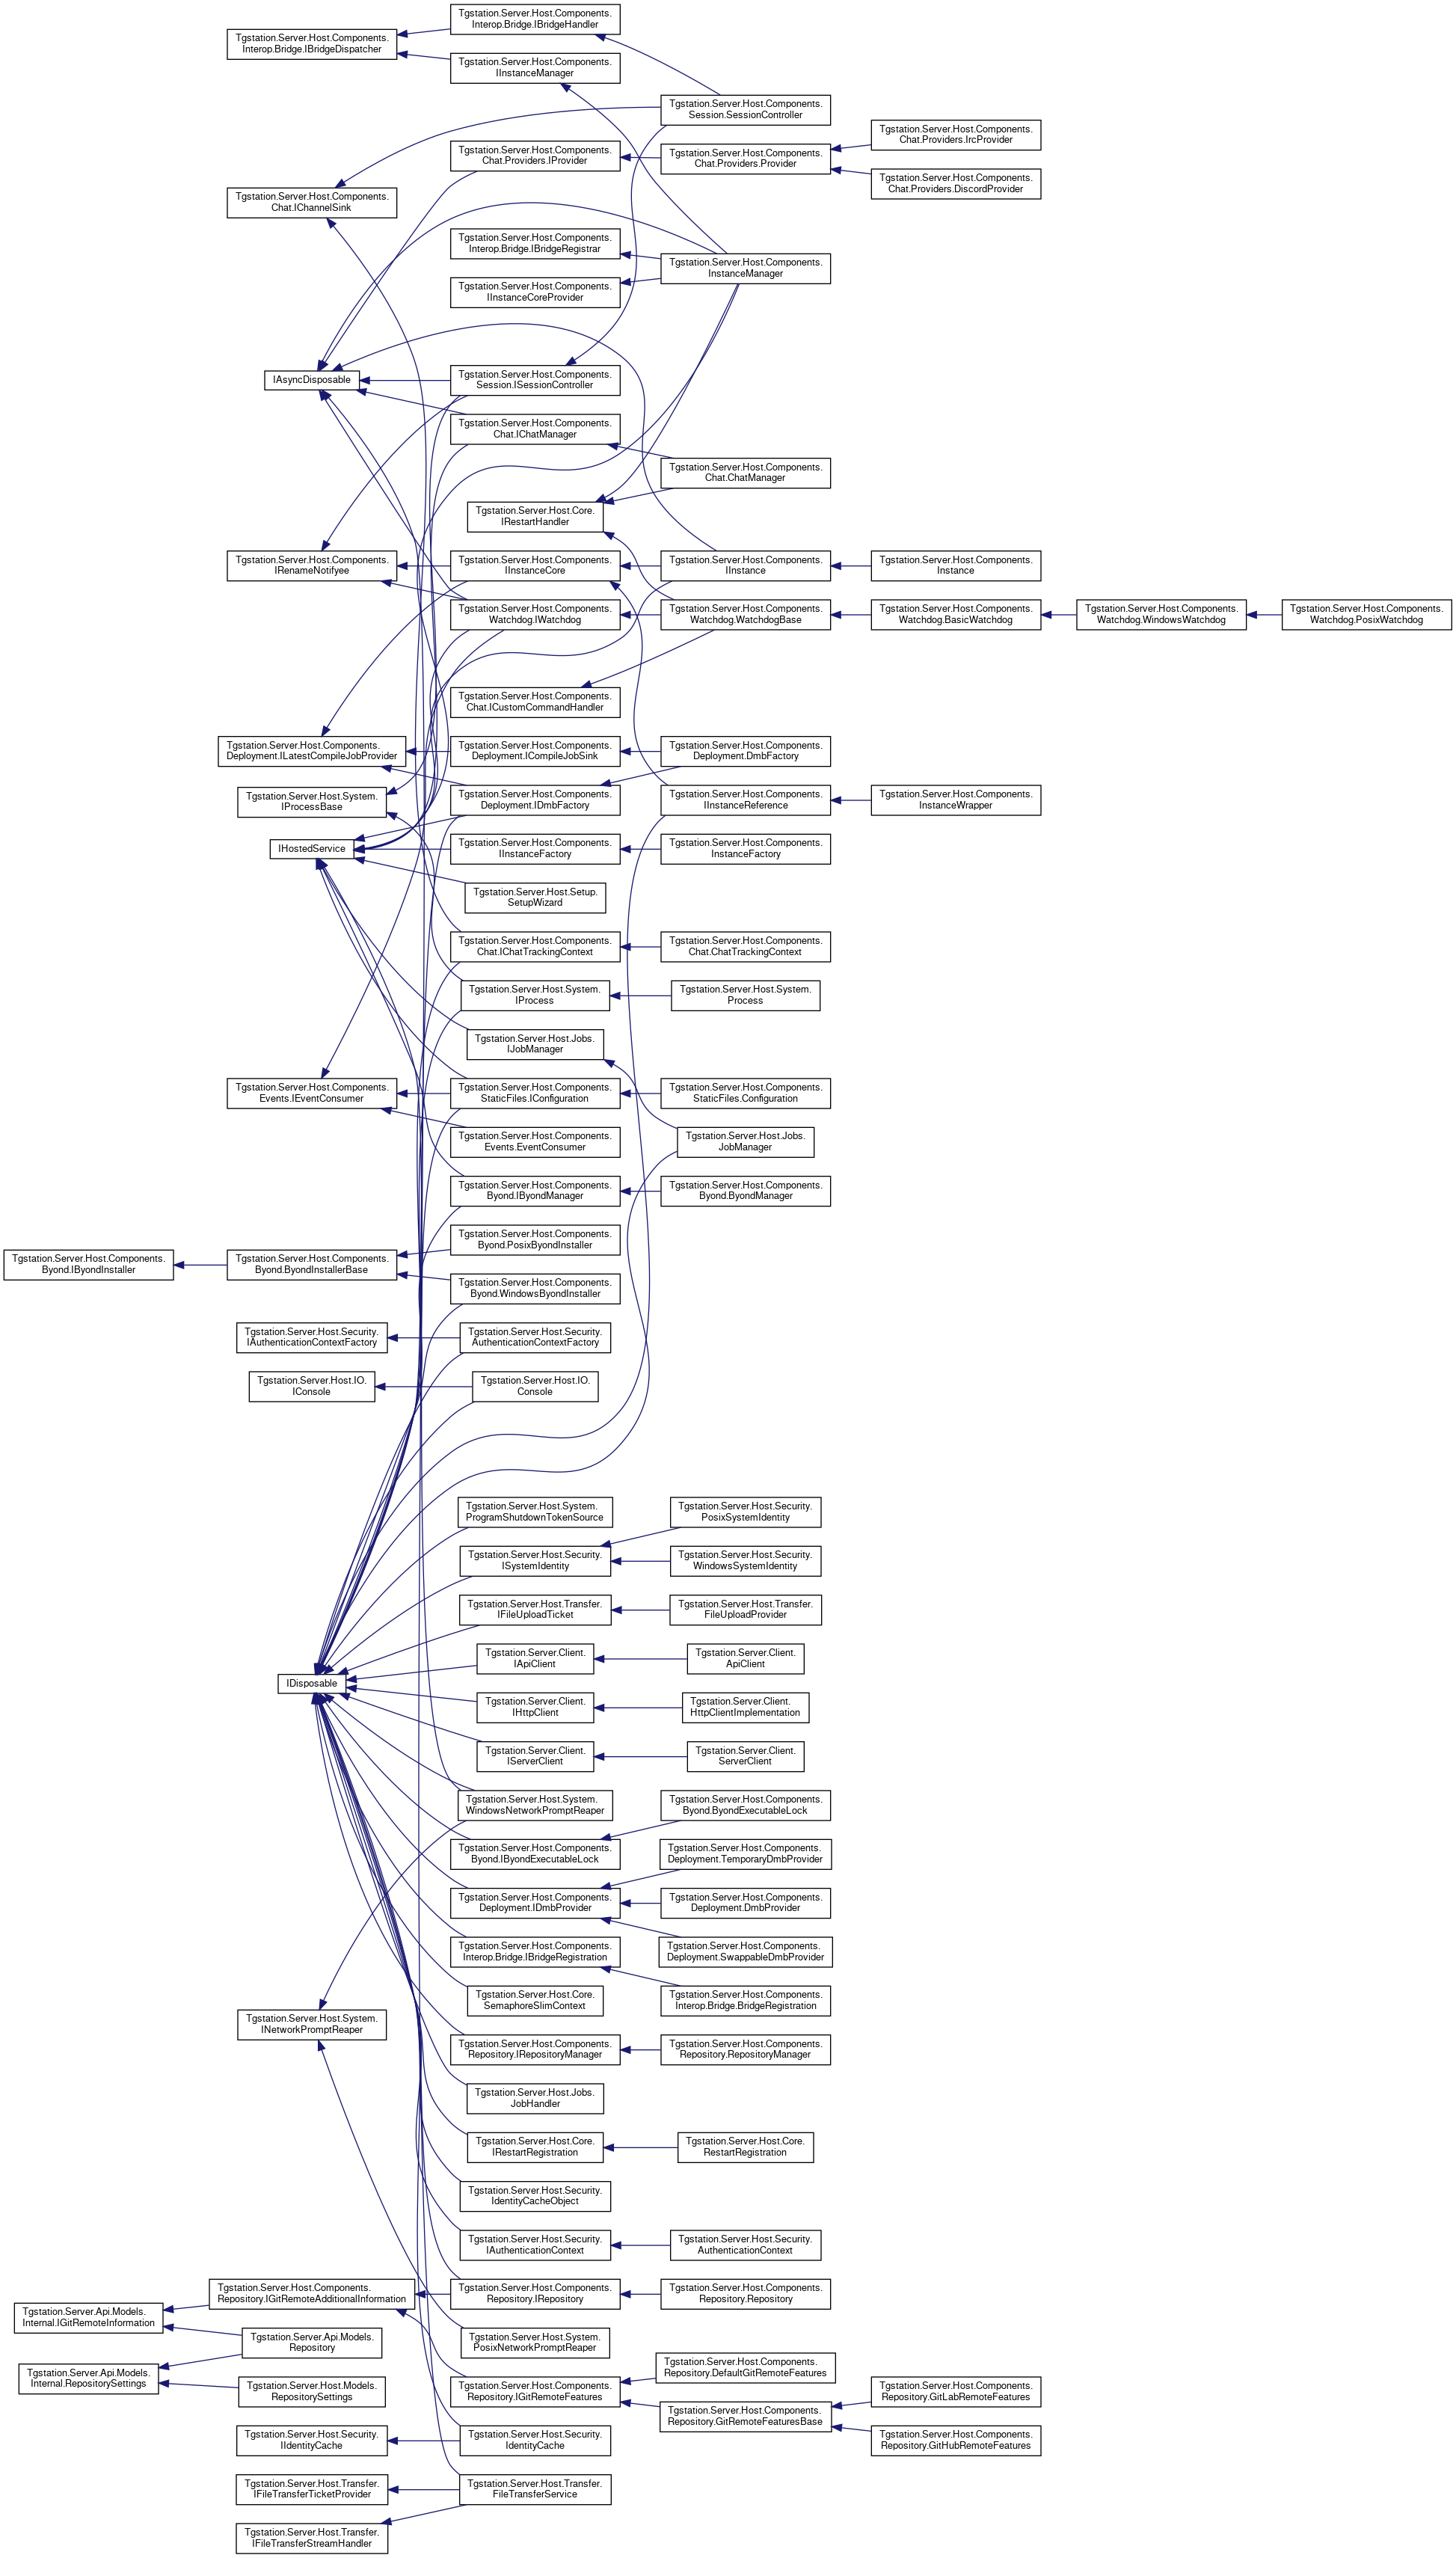 Tgstation.Server.Host.Components.
Interop.Bridge.IBridgeHandler
Tgstation.Server.Host.Components.
Interop.Bridge.IBridgeDispatcher
Tgstation.Server.Host.Components.
IInstanceManager
Tgstation.Server.Host.Components.
Session.SessionController
Tgstation.Server.Host.Components.
Chat.Providers.IrcProvider
Tgstation.Server.Host.Components.
Chat.Providers.IProvider
Tgstation.Server.Host.Components.
Chat.Providers.Provider
Tgstation.Server.Host.Components.
Chat.Providers.DiscordProvider
Tgstation.Server.Host.Components.
Chat.IChannelSink
Tgstation.Server.Host.Components.
Interop.Bridge.IBridgeRegistrar
Tgstation.Server.Host.Components.
InstanceManager
Tgstation.Server.Host.Components.
IInstanceCoreProvider
IAsyncDisposable
Tgstation.Server.Host.Components.
Session.ISessionController
Tgstation.Server.Host.Components.
Chat.IChatManager
Tgstation.Server.Host.Components.
Chat.ChatManager
Tgstation.Server.Host.Core.
IRestartHandler
Tgstation.Server.Host.Components.
IRenameNotifyee
Tgstation.Server.Host.Components.
IInstanceCore
Tgstation.Server.Host.Components.
IInstance
Tgstation.Server.Host.Components.
Instance
Tgstation.Server.Host.Components.
Watchdog.IWatchdog
Tgstation.Server.Host.Components.
Watchdog.WatchdogBase
Tgstation.Server.Host.Components.
Watchdog.BasicWatchdog
Tgstation.Server.Host.Components.
Watchdog.WindowsWatchdog
Tgstation.Server.Host.Components.
Watchdog.PosixWatchdog
Tgstation.Server.Host.Components.
Chat.ICustomCommandHandler
Tgstation.Server.Host.Components.
Deployment.ILatestCompileJobProvider
Tgstation.Server.Host.Components.
Deployment.ICompileJobSink
Tgstation.Server.Host.Components.
Deployment.DmbFactory
Tgstation.Server.Host.System.
IProcessBase
Tgstation.Server.Host.Components.
Deployment.IDmbFactory
Tgstation.Server.Host.Components.
IInstanceReference
Tgstation.Server.Host.Components.
InstanceWrapper
IHostedService
Tgstation.Server.Host.Components.
IInstanceFactory
Tgstation.Server.Host.Components.
InstanceFactory
Tgstation.Server.Host.Setup.
SetupWizard
Tgstation.Server.Host.Components.
Chat.IChatTrackingContext
Tgstation.Server.Host.Components.
Chat.ChatTrackingContext
Tgstation.Server.Host.System.
IProcess
Tgstation.Server.Host.System.
Process
Tgstation.Server.Host.Jobs.
IJobManager
Tgstation.Server.Host.Components.
Events.IEventConsumer
Tgstation.Server.Host.Components.
StaticFiles.IConfiguration
Tgstation.Server.Host.Components.
StaticFiles.Configuration
Tgstation.Server.Host.Components.
Events.EventConsumer
Tgstation.Server.Host.Jobs.
JobManager
Tgstation.Server.Host.Components.
Byond.IByondManager
Tgstation.Server.Host.Components.
Byond.ByondManager
Tgstation.Server.Host.Components.
Byond.PosixByondInstaller
Tgstation.Server.Host.Components.
Byond.IByondInstaller
Tgstation.Server.Host.Components.
Byond.ByondInstallerBase
Tgstation.Server.Host.Components.
Byond.WindowsByondInstaller
Tgstation.Server.Host.Security.
IAuthenticationContextFactory
Tgstation.Server.Host.Security.
AuthenticationContextFactory
Tgstation.Server.Host.IO.
IConsole
Tgstation.Server.Host.IO.
Console
Tgstation.Server.Host.System.
ProgramShutdownTokenSource
Tgstation.Server.Host.Security.
PosixSystemIdentity
Tgstation.Server.Host.Security.
ISystemIdentity
Tgstation.Server.Host.Security.
WindowsSystemIdentity
Tgstation.Server.Host.Transfer.
IFileUploadTicket
Tgstation.Server.Host.Transfer.
FileUploadProvider
Tgstation.Server.Client.
IApiClient
Tgstation.Server.Client.
ApiClient
IDisposable
Tgstation.Server.Client.
IHttpClient
Tgstation.Server.Client.
HttpClientImplementation
Tgstation.Server.Client.
IServerClient
Tgstation.Server.Client.
ServerClient
Tgstation.Server.Host.System.
WindowsNetworkPromptReaper
Tgstation.Server.Host.Components.
Byond.ByondExecutableLock
Tgstation.Server.Host.Components.
Byond.IByondExecutableLock
Tgstation.Server.Host.Components.
Deployment.TemporaryDmbProvider
Tgstation.Server.Host.Components.
Deployment.IDmbProvider
Tgstation.Server.Host.Components.
Deployment.DmbProvider
Tgstation.Server.Host.Components.
Interop.Bridge.IBridgeRegistration
Tgstation.Server.Host.Components.
Deployment.SwappableDmbProvider
Tgstation.Server.Host.Core.
SemaphoreSlimContext
Tgstation.Server.Host.Components.
Interop.Bridge.BridgeRegistration
Tgstation.Server.Host.System.
INetworkPromptReaper
Tgstation.Server.Host.Components.
Repository.IRepositoryManager
Tgstation.Server.Host.Components.
Repository.RepositoryManager
Tgstation.Server.Host.Jobs.
JobHandler
Tgstation.Server.Host.Core.
IRestartRegistration
Tgstation.Server.Host.Core.
RestartRegistration
Tgstation.Server.Host.Security.
IdentityCacheObject
Tgstation.Server.Host.Security.
IAuthenticationContext
Tgstation.Server.Host.Security.
AuthenticationContext
Tgstation.Server.Host.Components.
Repository.IGitRemoteAdditionalInformation
Tgstation.Server.Host.Components.
Repository.IRepository
Tgstation.Server.Host.Components.
Repository.Repository
Tgstation.Server.Api.Models.
Internal.IGitRemoteInformation
Tgstation.Server.Api.Models.
Repository
Tgstation.Server.Host.System.
PosixNetworkPromptReaper
Tgstation.Server.Api.Models.
Internal.RepositorySettings
Tgstation.Server.Host.Models.
RepositorySettings
Tgstation.Server.Host.Components.
Repository.IGitRemoteFeatures
Tgstation.Server.Host.Components.
Repository.DefaultGitRemoteFeatures
Tgstation.Server.Host.Components.
Repository.GitRemoteFeaturesBase
Tgstation.Server.Host.Components.
Repository.GitLabRemoteFeatures
Tgstation.Server.Host.Components.
Repository.GitHubRemoteFeatures
Tgstation.Server.Host.Security.
IIdentityCache
Tgstation.Server.Host.Security.
IdentityCache
Tgstation.Server.Host.Transfer.
IFileTransferTicketProvider
Tgstation.Server.Host.Transfer.
FileTransferService
Tgstation.Server.Host.Transfer.
IFileTransferStreamHandler